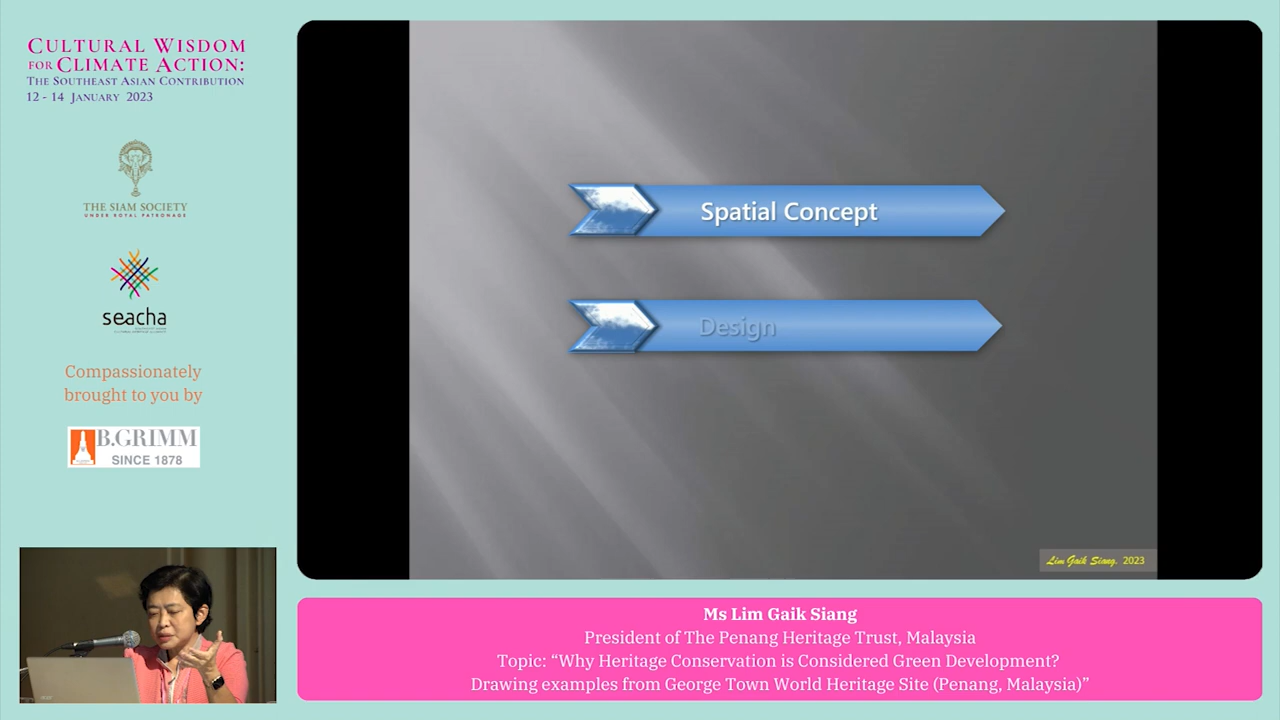 CULTURAL WISDOM
FOR CLIMATE ACTION:
THE SOUTHEAST ASIAN CONTRIBUTION
12 - 14 JANUARY 2023
THE SIAM SOCIETY
UNDER ROYAL PATRONAGE
seacha
Compassionately
brought to you by
B.GRIMM
SINCE 1878
Spatial Concept
Design
Lim Gaik Siang. 2023
Ms Lim Gaik Siang
President of The Penang Heritage Trust, Malaysia
Topic: “Why Heritage Conservation is Considered Green Development?
Drawing examples from George Town World Heritage Site (Penang, Malaysia)”